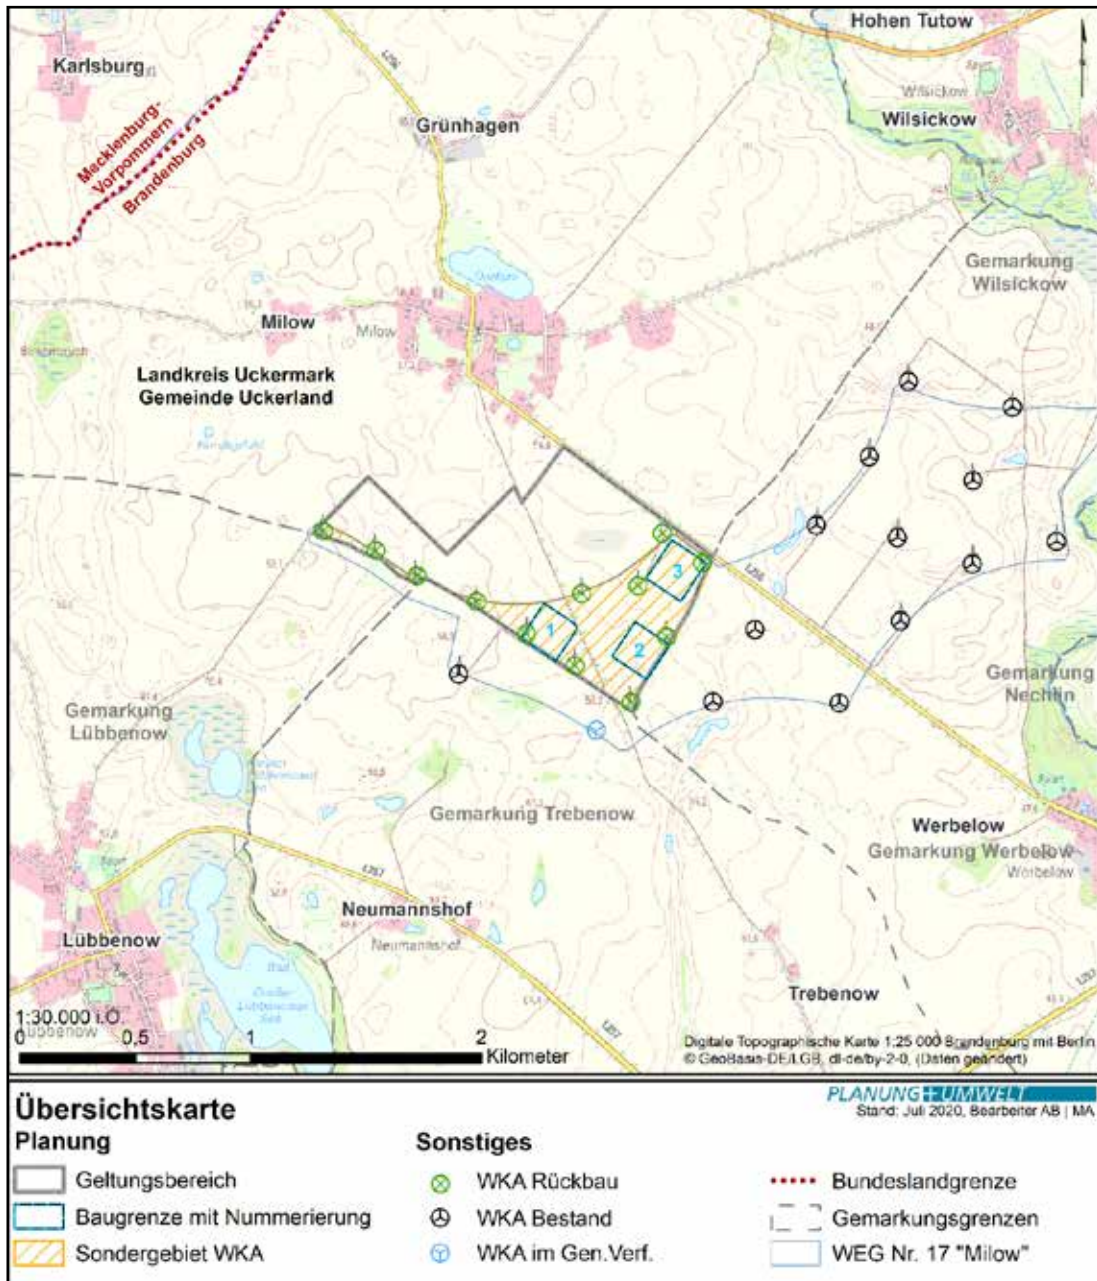 Hohen Tutow
Karlsburg
Wilsickow
Wilsickow
Grünhagen
Mecklenburg-
Vorpommern
Brandenburg
Gemarkung
Wilsickow
Milow
Milow
Landkreis Uckermark
Gemeinde Uckerland
L256
3
1
2
Gemarkung
Lübbenow
Gemarkung
Nechlin
Gemarkung Trebenow
Werbelow
Gemarkung Werbelow
Werbelow
Neumannshof
Neumannshof
Lübbenow
Lübbenow
Trebenow
L257
1:30.000 i.O.
0 0,5 1 2
Kilometer
Digitale Topographische Karte 1:25 000 Brandenburg mit Berlin
© GeoBasis-DE/LGB, dl-de/by-2-0, (Daten geändert)
Übersichtskarte
PLANUNG+UMWELT
Stand: Juli 2020, Bearbeiter AB | MA
Planung
Geltungsbereich
Baugrenze mit Nummerierung
Sondergebiet WKA
Sonstiges
WKA Rückbau
WKA Bestand
WKA im Gen.Verf.
Bundeslandgrenze
Gemarkungsgrenzen
WEG Nr. 17 "Milow"